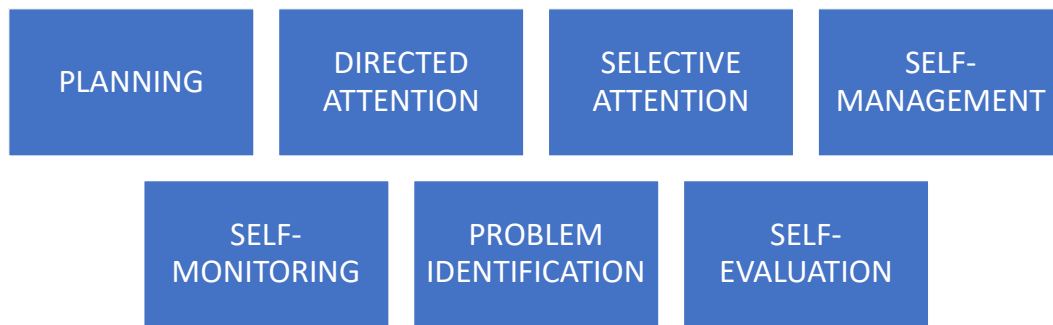 PLANNING
DIRECTED
ATTENTION
SELECTIVE
ATTENTION
SELF-
MANAGEMENT
SELF-
MONITORING
PROBLEM
IDENTIFICATION
SELF-
EVALUATION